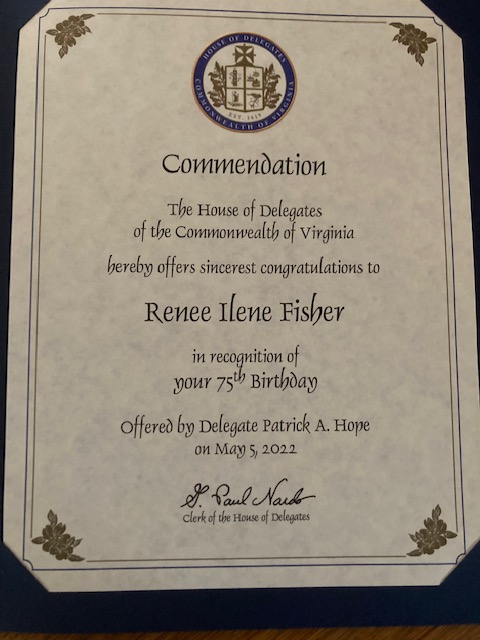 HOUSE OF DELEGATES
COMMONWEALTH OF VIRGINIA
EST. 1619
Commendation
The House of Delegates
of the Commonwealth of Virginia
hereby offers sincerest congratulations to
Renee Ilene Fisher
in recognition of
your 75th Birthday
Offered by Delegate Patrick A. Hope
on May 5, 2022
G. Paul Nardo
Clerk of the House of Delegates